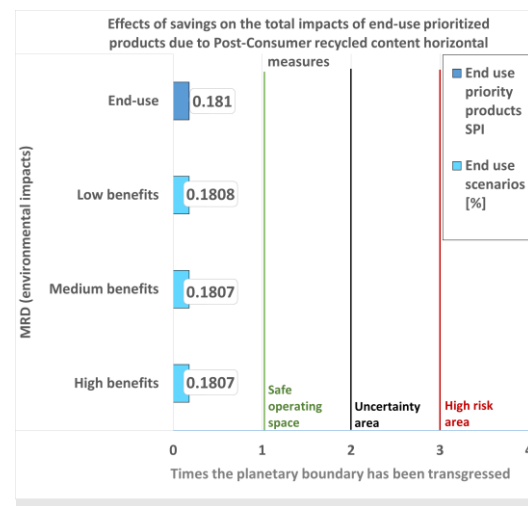 Effects of savings on the total impacts of end-use prioritized
products due to Post-Consumer recycled content horizontal
measures
MRD (environmental impacts)
End-use
0.181
Low benefits
0.1808
Medium benefits
0.1807
High benefits
0.1807
End use
priority
products
SPI
End use
scenarios
[%]
Safe
operating
space
Uncertainty
area
High risk
area
0 1 2 3 4
Times the planetary boundary has been transgressed